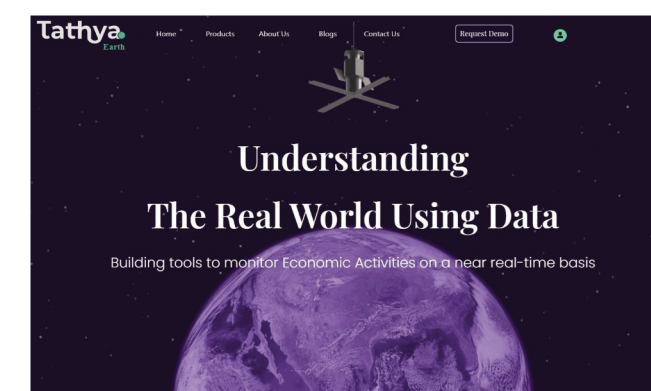 Tathya
Earth
Home Products About Us Blogs Contact Us Request Demo
Understanding
The Real World Using Data
Building tools to monitor Economic Activities on a near real-time basis